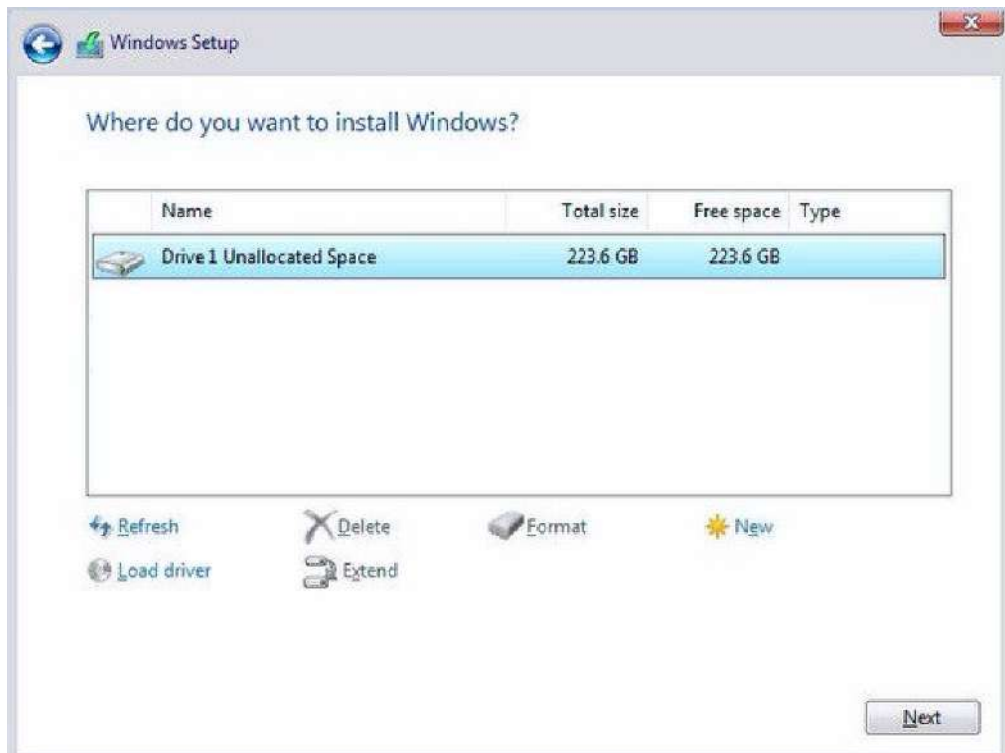 Windows Setup
Where do you want to install Windows?
Name Total size Free space Type
Drive 1 Unallocated Space 223.6 GB 223.6 GB
Refresh Delete Format New
Load driver Extend
Next